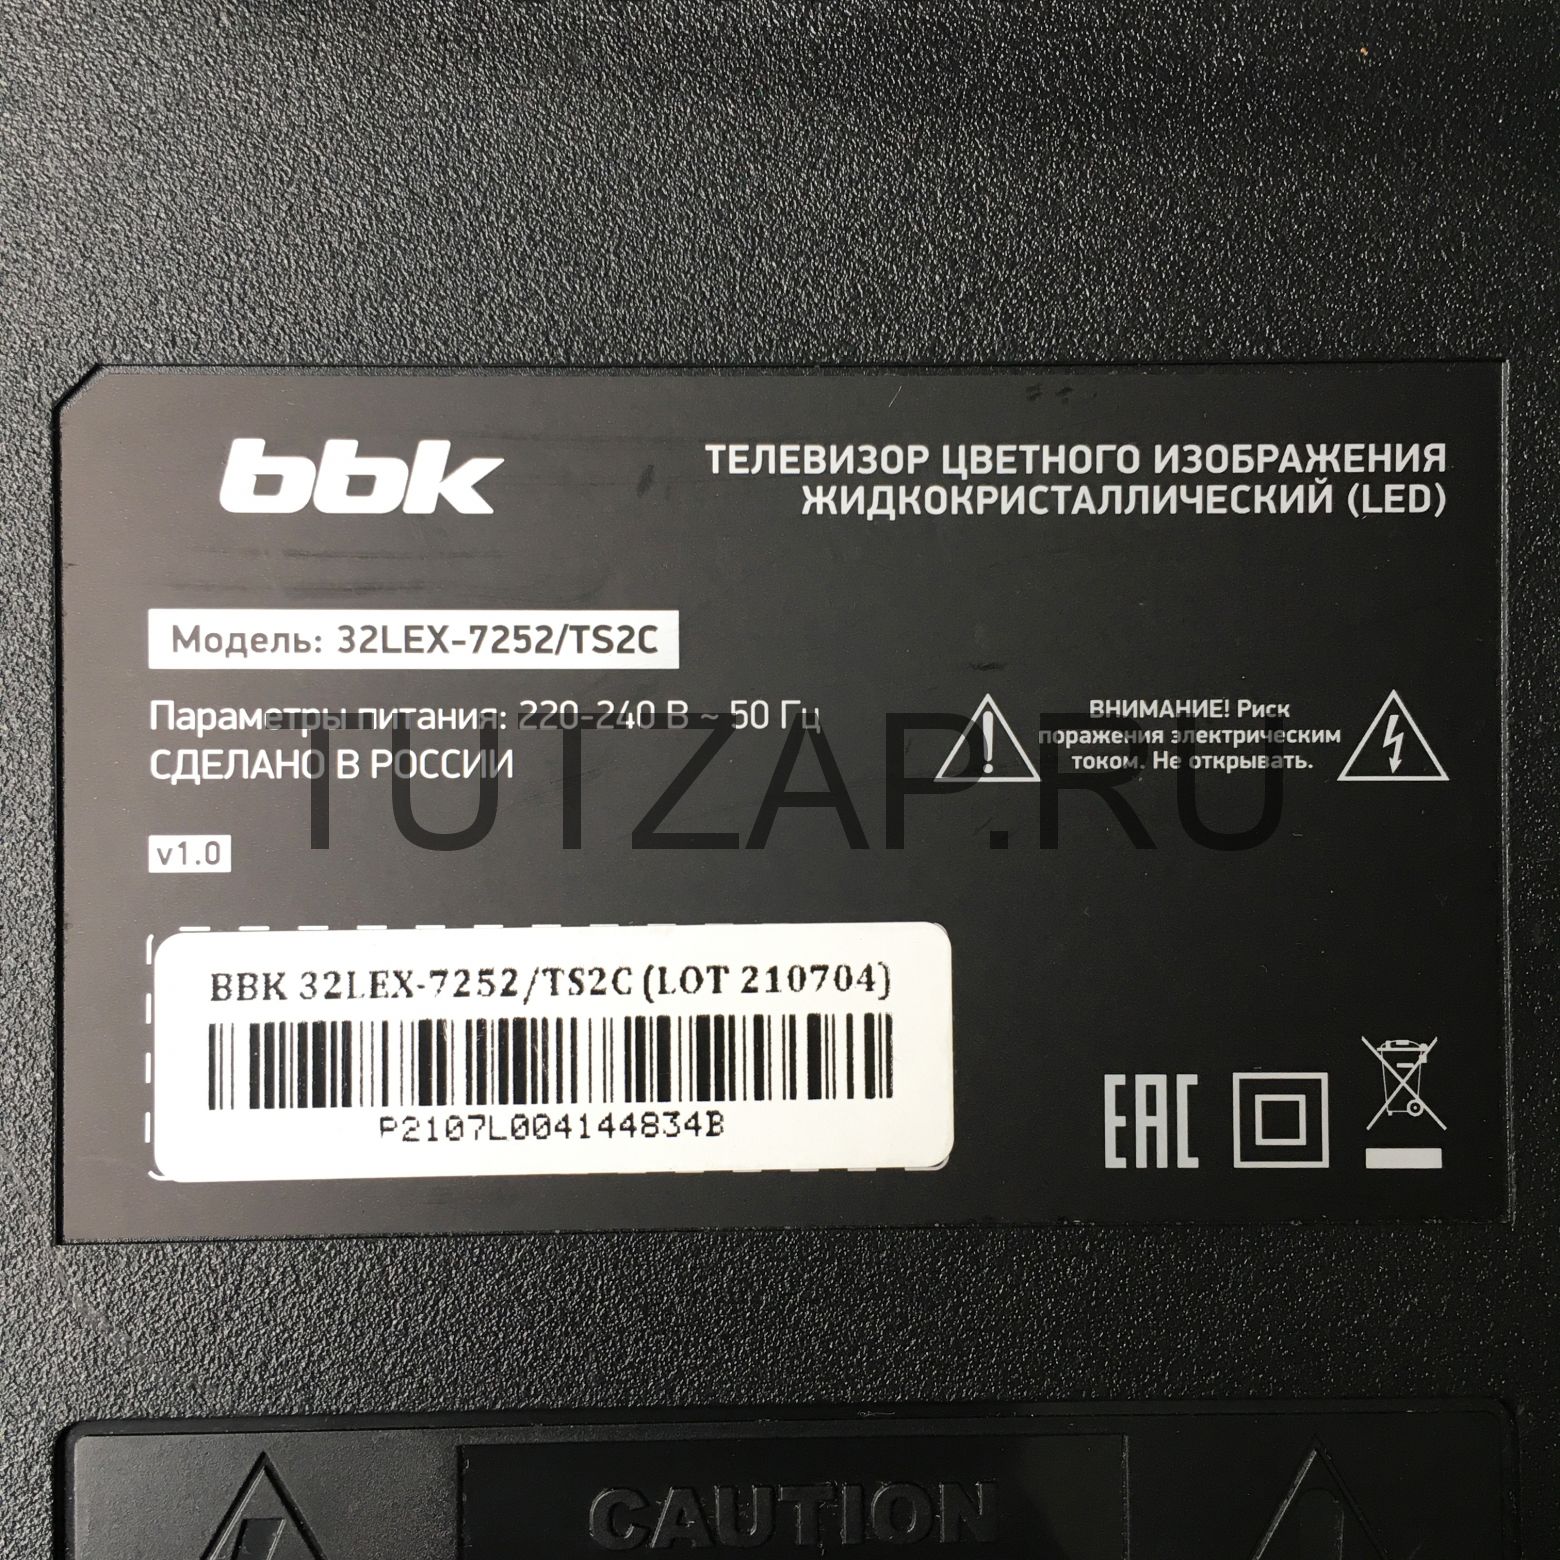 bbk
ТЕЛЕВИЗОР ЦВЕТНОГО ИЗОБРАЖЕНИЯ
ЖИДКОКРИСТАЛЛИЧЕСКИЙ (LED)
Модель: 32LEX-7252/TS2C
Параметры питания: 220-240 В ~ 50 Гц
СДЕЛАНО В РОССИИ
ВНИМАНИЕ! Риск
поражения электрическим
током. Не открывать.
TUTZAP.RU
v1.0
BBK 32LEX-7252/TS2C (LOT 210704)
P2107L004144834B
EAC
CAUTION